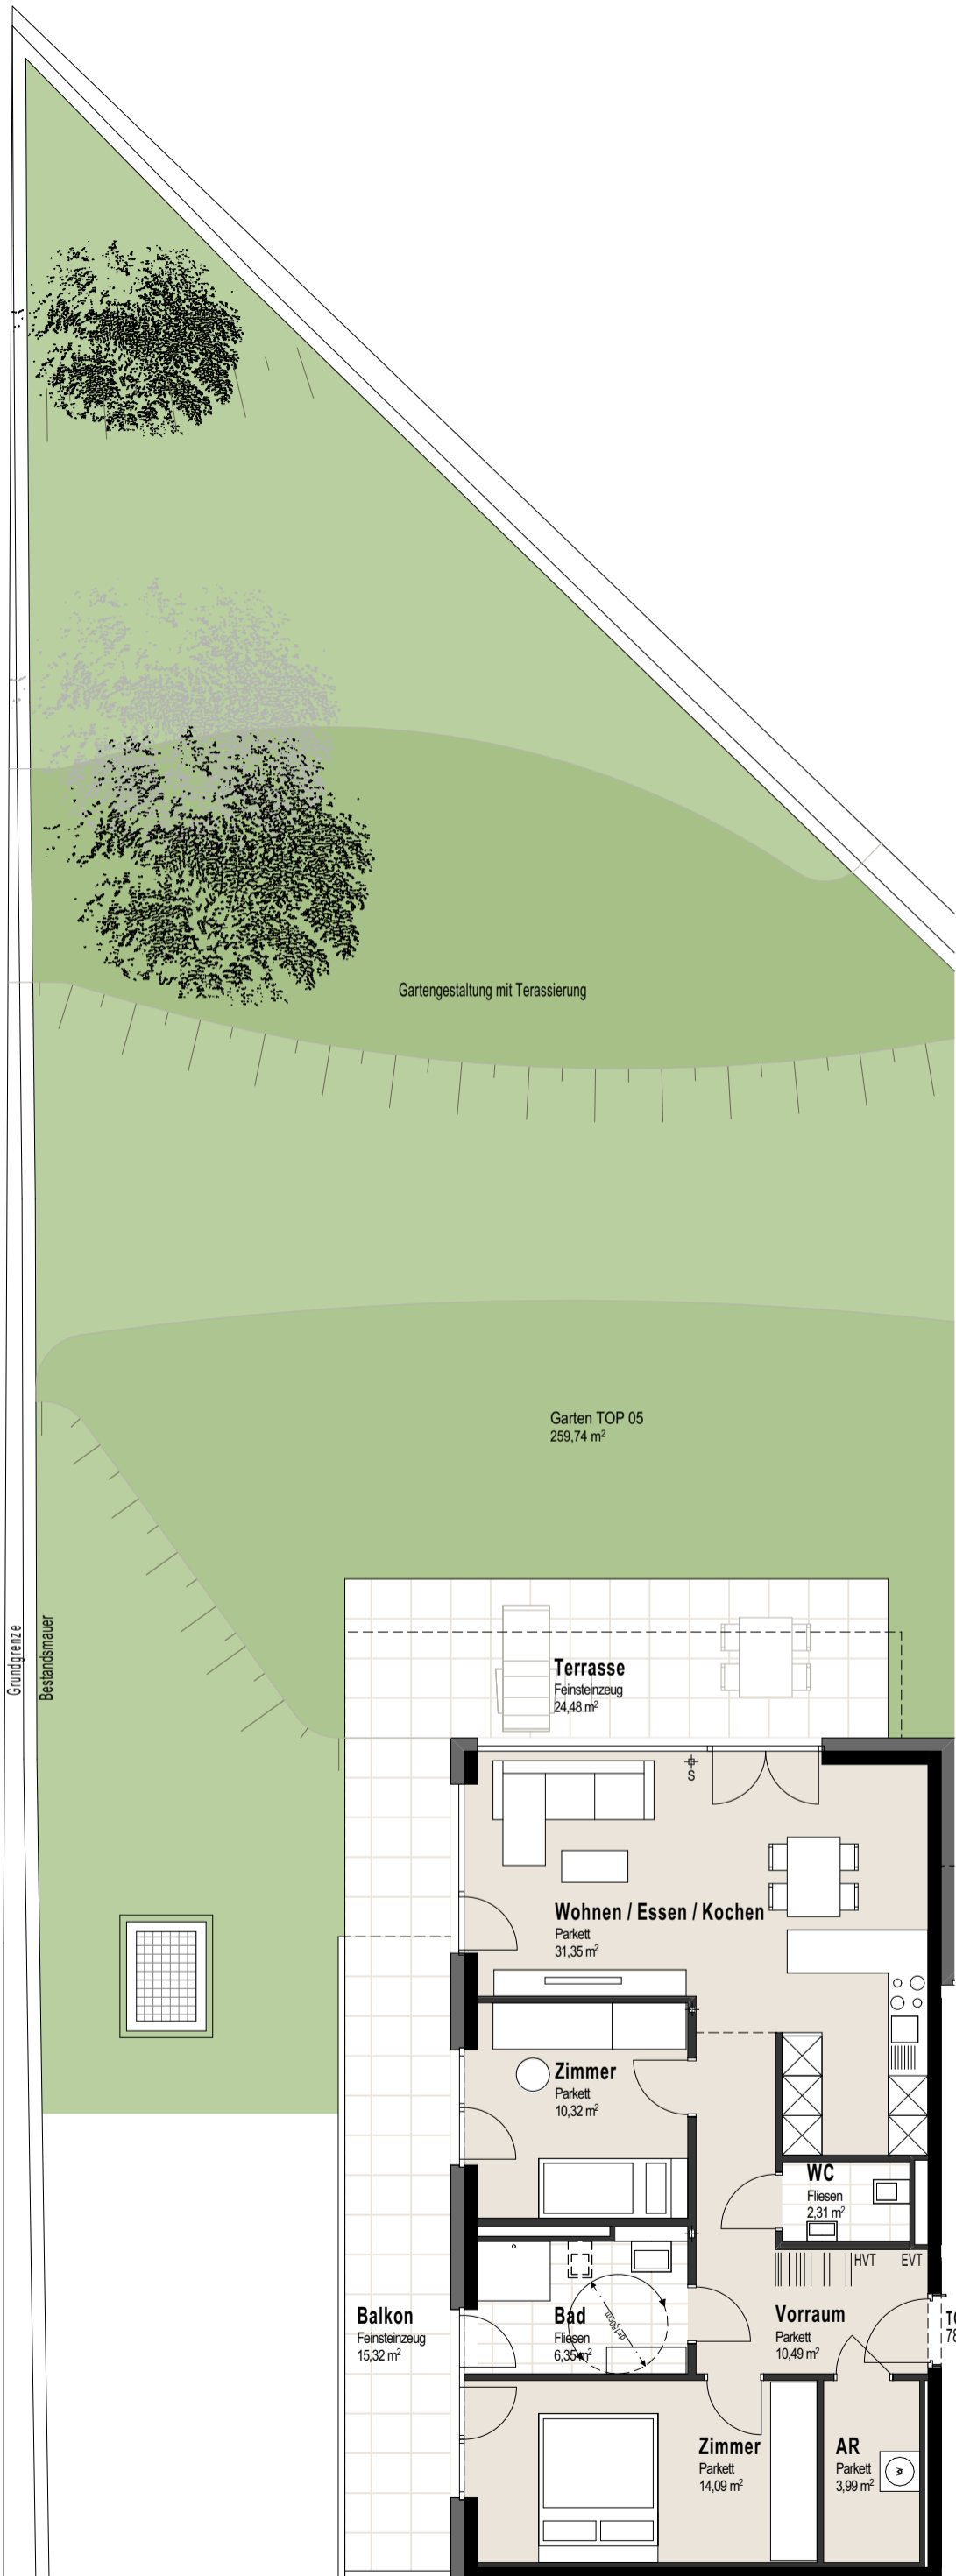 Gartengestaltung mit Terassierung
Garten TOP 05
259,74 m²
Grundgrenze
Bestandsmauer
Terrasse
Feinsteinzeug
24,48 m²
S
Wohnen / Essen / Kochen
Parkett
31,35 m²
Zimmer
Parkett
10,32 m²
WC
Fliesen
2,31 m²
HVT
EVT
Balkon
Feinsteinzeug
15,32 m²
Bad
Fliesen
6,35 m²
d=150cm
Vorraum
Parkett
10,49 m²
78
Zimmer
Parkett
14,09 m²
AR
Parkett
3,99 m²